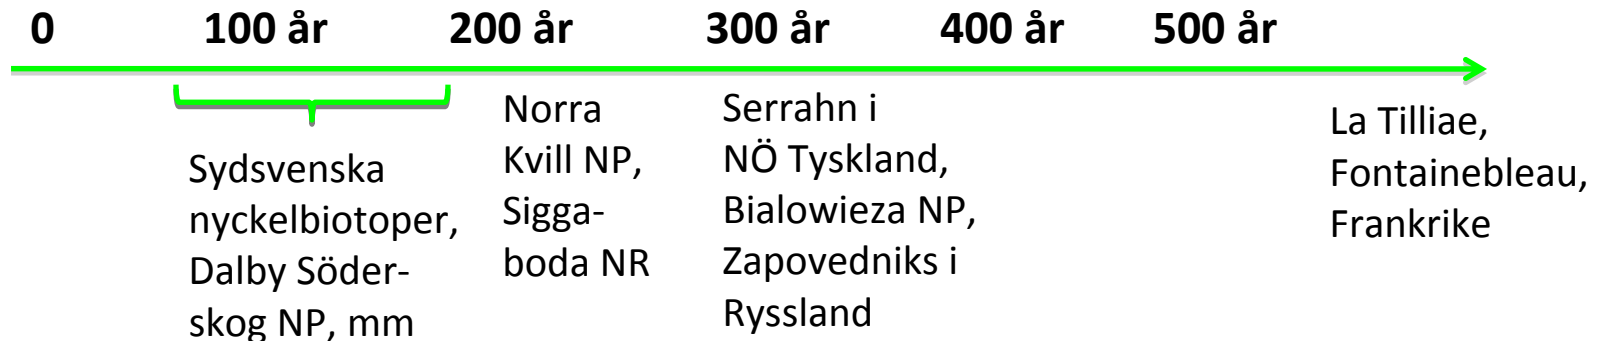 0 100 år 200 år 300 år 400 år 500 år
Sydsvenska
nyckelbiotoper,
Dalby Söder-
skog NP, mm
Norra
Kvill NP,
Sigga-
boda NR
Serrahn i
NÖ Tyskland,
Bialowieza NP,
Zapovedniks i
Ryssland
La Tilliae,
Fontainebleau,
Frankrike